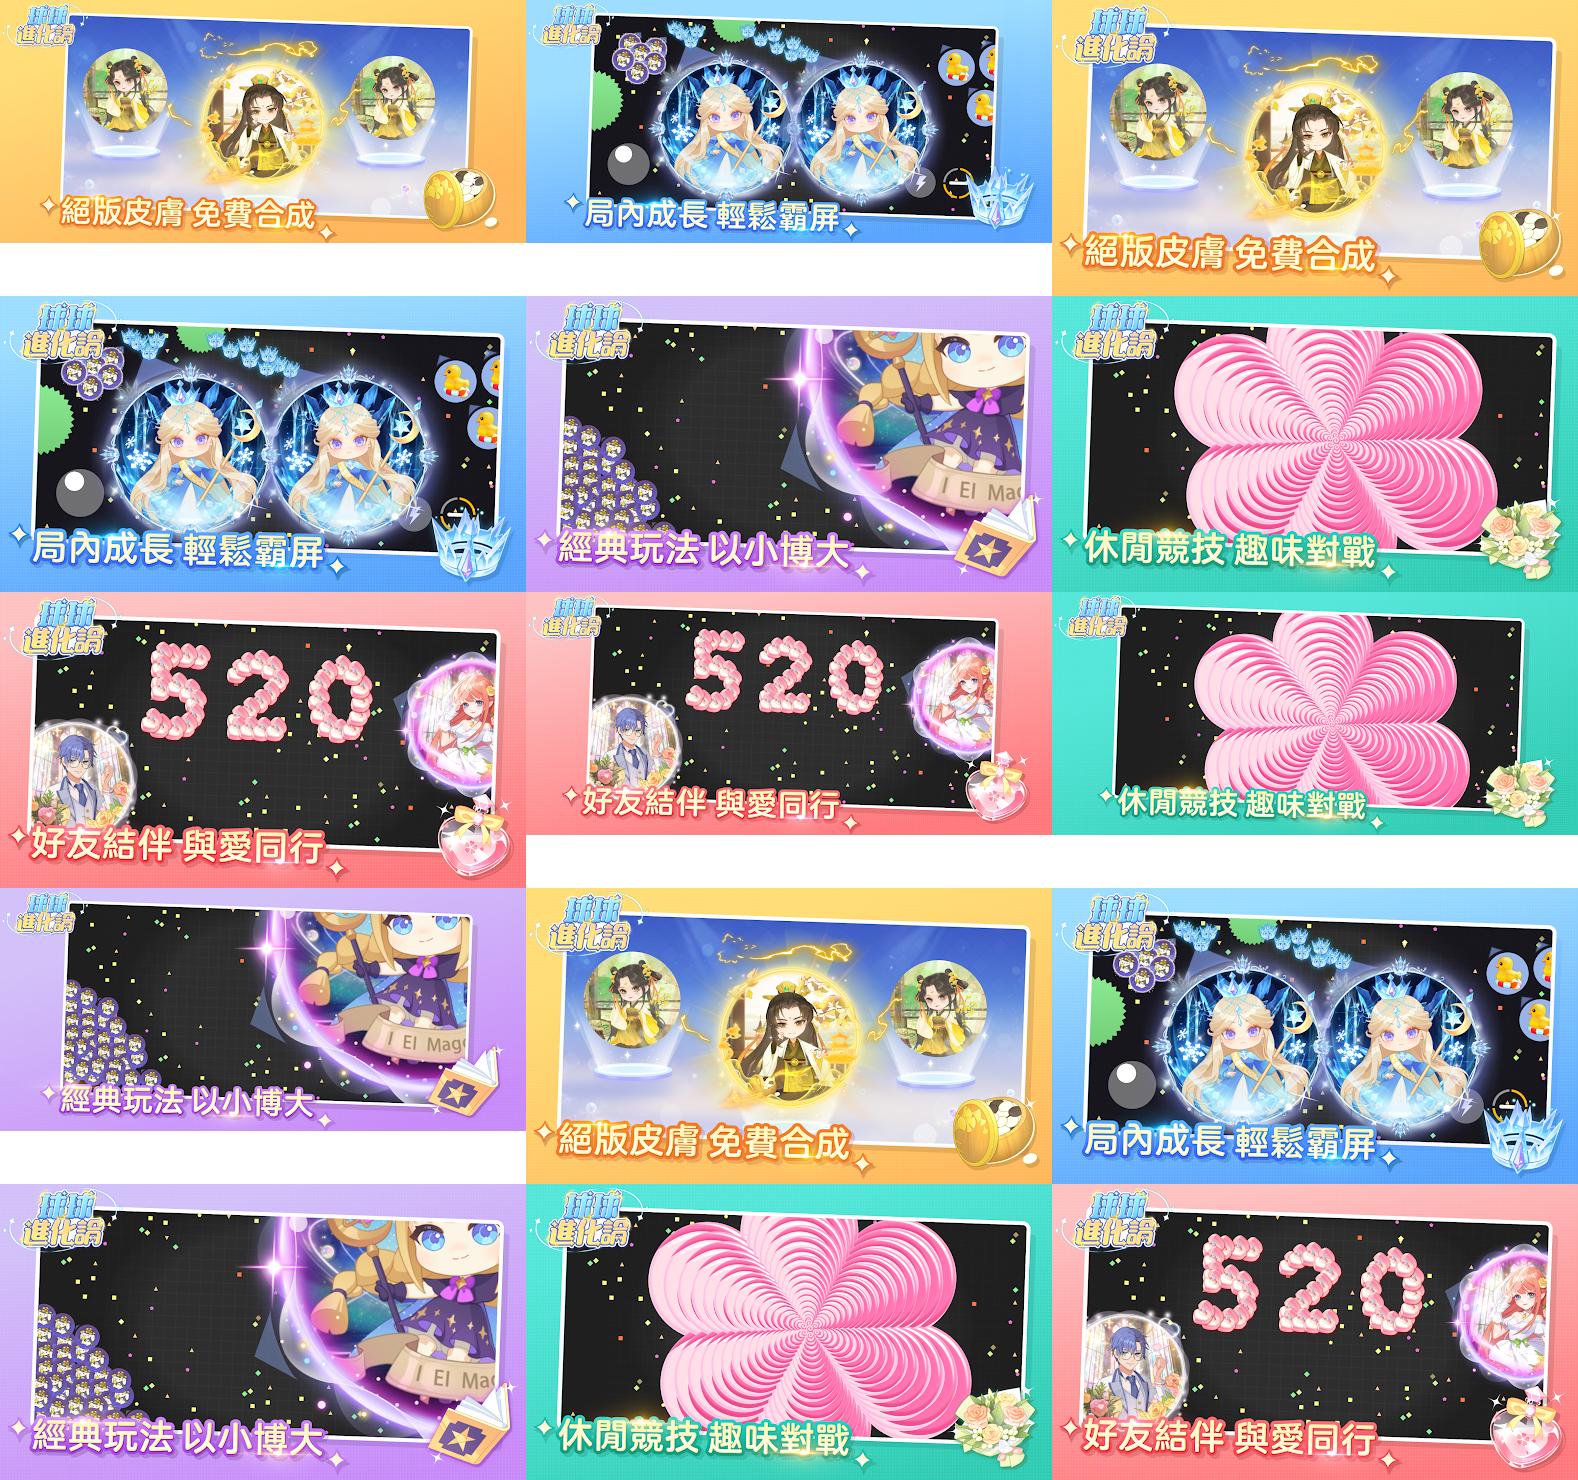 球球
進化論
絕版皮膚 免費合成
球球
進化論
局內成長 輕鬆霸屏
球球
進化論
絕版皮膚 免費合成
球球
進化論
局內成長 輕鬆霸屏
球球
進化論
I El Mag
經典玩法 以小博大
球球
進化論
休閒競技 趣味對戰
球球
進化論
520
好友結伴 與愛同行
球球
進化論
520
好友結伴 與愛同行
球球
進化論
休閒競技 趣味對戰
球球
進化論
I El Mag
經典玩法 以小博大
球球
進化論
絕版皮膚 免費合成
球球
進化論
局內成長 輕鬆霸屏
球球
進化論
I El Mag
經典玩法 以小博大
球球
進化論
休閒競技 趣味對戰
球球
進化論
520
好友結伴 與愛同行